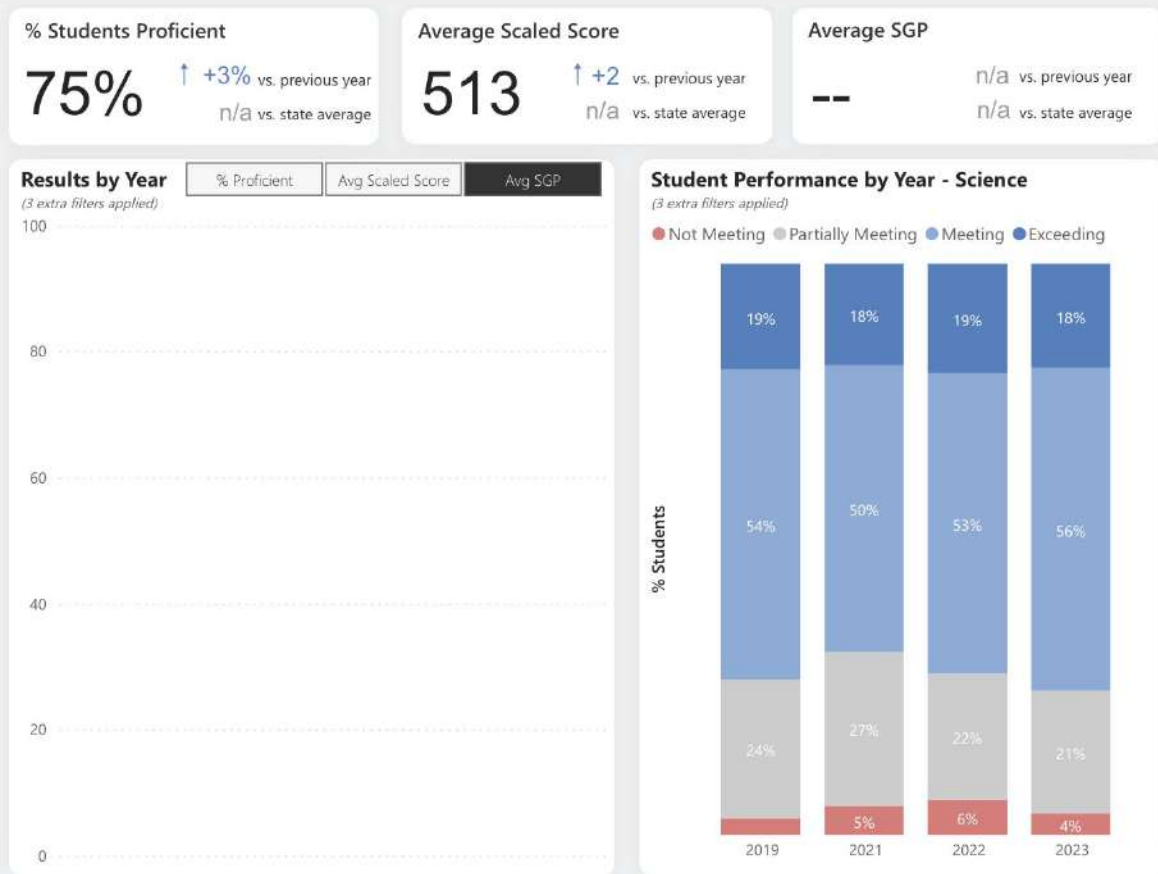 % Students Proficient
75%
↑ +3% vs. previous year
n/a vs. state average
Average Scaled Score
513
↑ +2 vs. previous year
n/a vs. state average
Average SGP
--
n/a vs. previous year
n/a vs. state average
Results by Year
% Proficient
Avg Scaled Score
Avg SGP
(3 extra filters applied)
100
80
60
40
20
0
Student Performance by Year - Science
(3 extra filters applied)
Not Meeting Partially Meeting Meeting Exceeding
% Students
19% 18% 19% 18%
54% 50% 53% 56%
24% 27% 22% 21%
5% 6% 4%
2019 2021 2022 2023